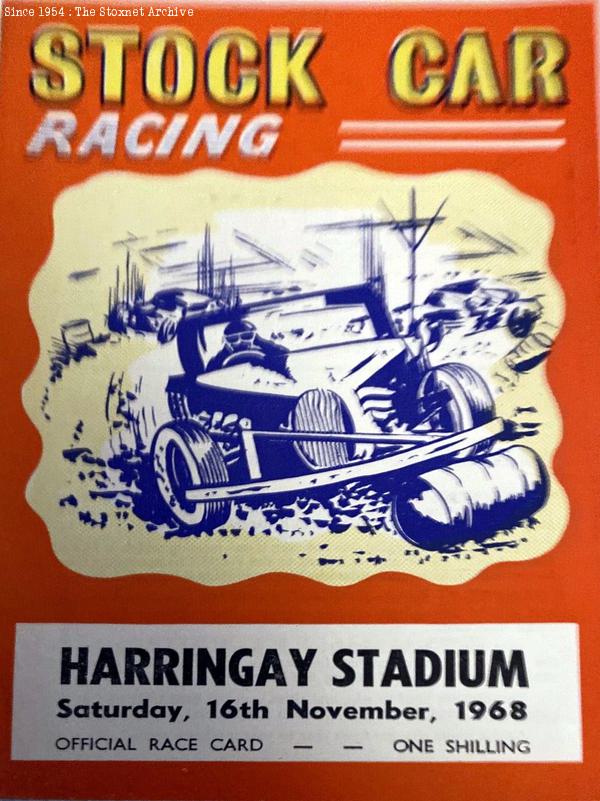 Since 1954 : The Stoxnet Archive
STOCK CAR
RACING
HARRINGAY STADIUM
Saturday, 16th November, 1968
OFFICIAL RACE CARD — — ONE SHILLING